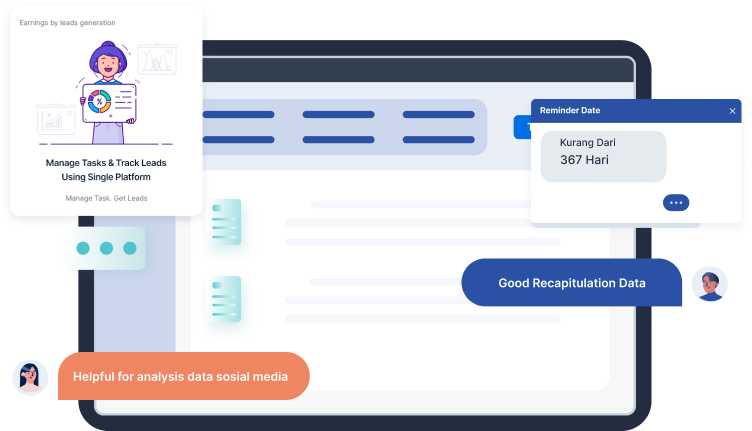 Earnings by leads generation
%
Manage Tasks & Track Leads
Using Single Platform
Manage Task. Get Leads
T
Reminder Date
Kurang Dari
367 Hari
Good Recapitulation Data
Helpful for analysis data sosial media